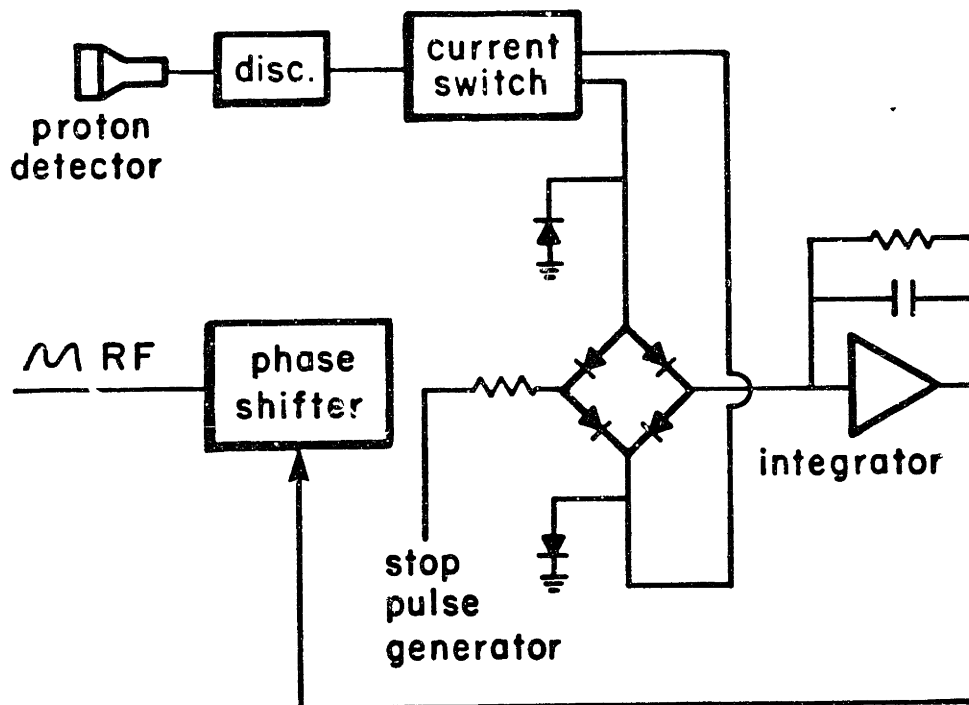 proton
detector
disc.
current
switch
RF
phase
shifter
integrator
stop
pulse
generator